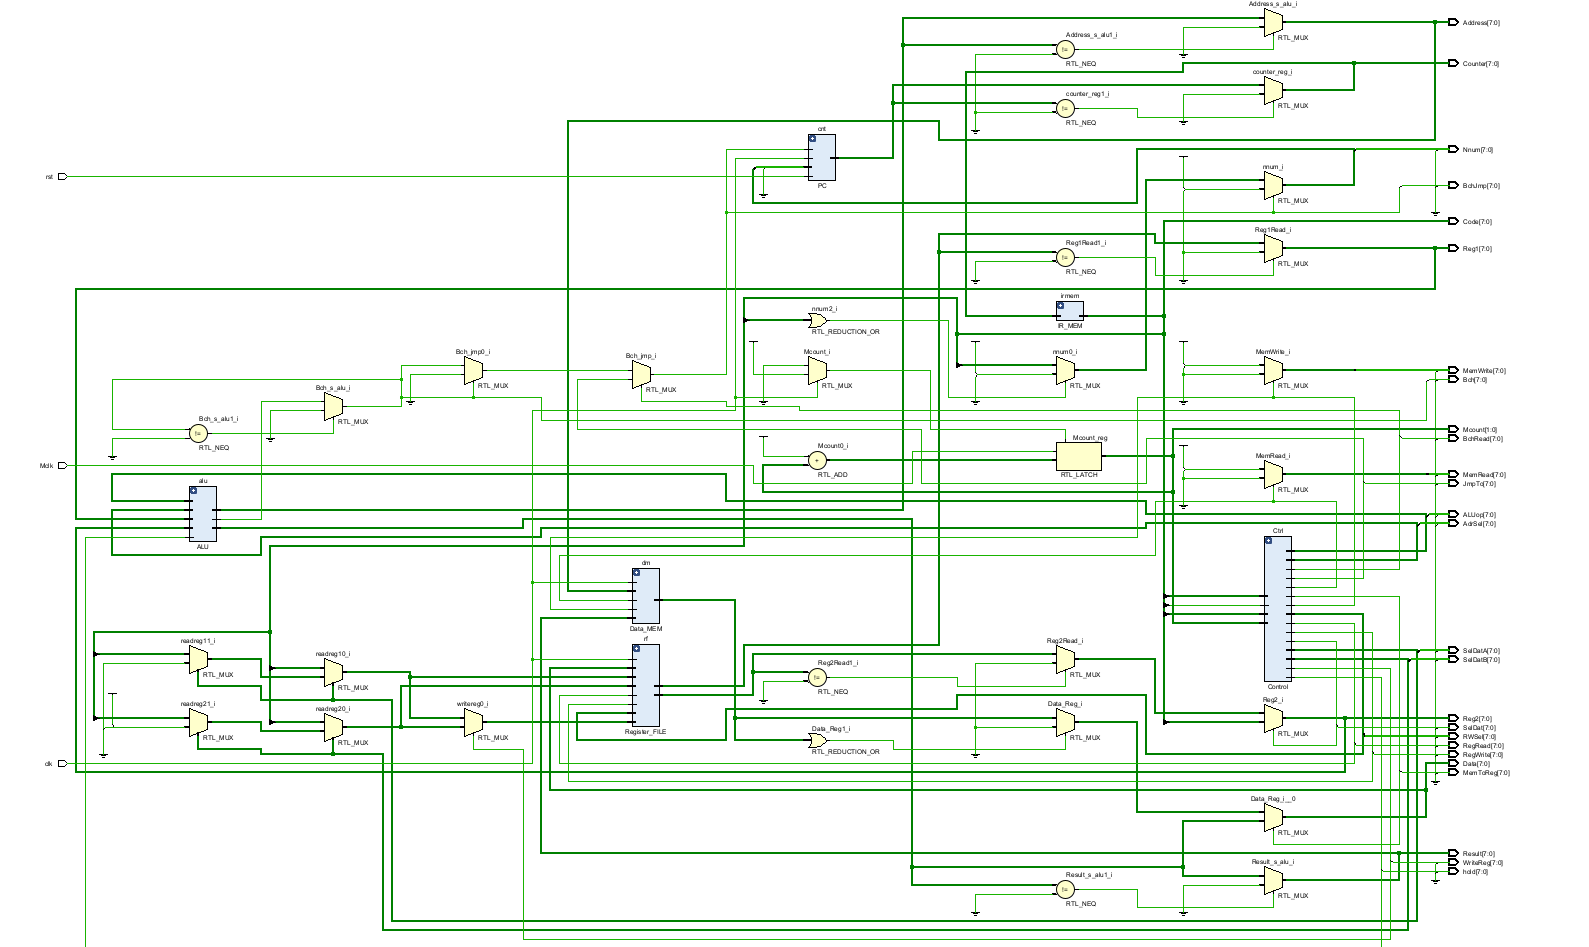 Address_s_alu_i
Address[7:0]
Address_s_alu1_i
!=
RTL_MUX
RTL_NEQ
Counter[7:0]
counter_reg_i
counter_reg1_i
!=
RTL_MUX
RTL_NEQ
cnt
PC
rst
Nnum[7:0]
nnum_i
RTL_MUX
BchJmp[7:0]
Code[7:0]
Reg1Read_i
Reg1Read1_i
!=
RTL_MUX
RTL_NEQ
Reg1[7:0]
irmem
IR_MEM
nnum2_i
RTL_REDUCTION_OR
Bch_jmp0_i
RTL_MUX
Bch_jmp_i
RTL_MUX
Mcount_i
RTL_MUX
nnum0_i
RTL_MUX
MemWrite_i
RTL_MUX
MemWrite[7:0]
Bch[7:0]
Bch_s_alu_i
RTL_MUX
Bch_s_alu1_i
!=
RTL_NEQ
Mcount[1:0]
BchRead[7:0]
Mcount_reg
RTL_LATCH
Mcount0_i
+
RTL_ADD
MemRead_i
RTL_MUX
Mclk
MemRead[7:0]
JmpTo[7:0]
alu
ALU
ALUop[7:0]
AdrSel[7:0]
Ctrl
Control
dm
Data_MEM
rf
Register_FILE
readreg11_i
RTL_MUX
readreg10_i
RTL_MUX
Reg2Read_i
RTL_MUX
Reg2Read1_i
!=
RTL_NEQ
SelDatA[7:0]
SelDatB[7:0]
readreg21_i
RTL_MUX
readreg20_i
RTL_MUX
writereg0_i
RTL_MUX
Data_Reg_i
RTL_MUX
Reg2_i
RTL_MUX
Data_Reg1_i
RTL_REDUCTION_OR
Reg2[7:0]
SelDat[7:0]
RWSel[7:0]
RegRead[7:0]
RegWrite[7:0]
Data[7:0]
MemToReg[7:0]
clk
Data_Reg_i__0
RTL_MUX
Result[7:0]
WriteReg[7:0]
hold[7:0]
Result_s_alu_i
RTL_MUX
Result_s_alu1_i
!=
RTL_NEQ